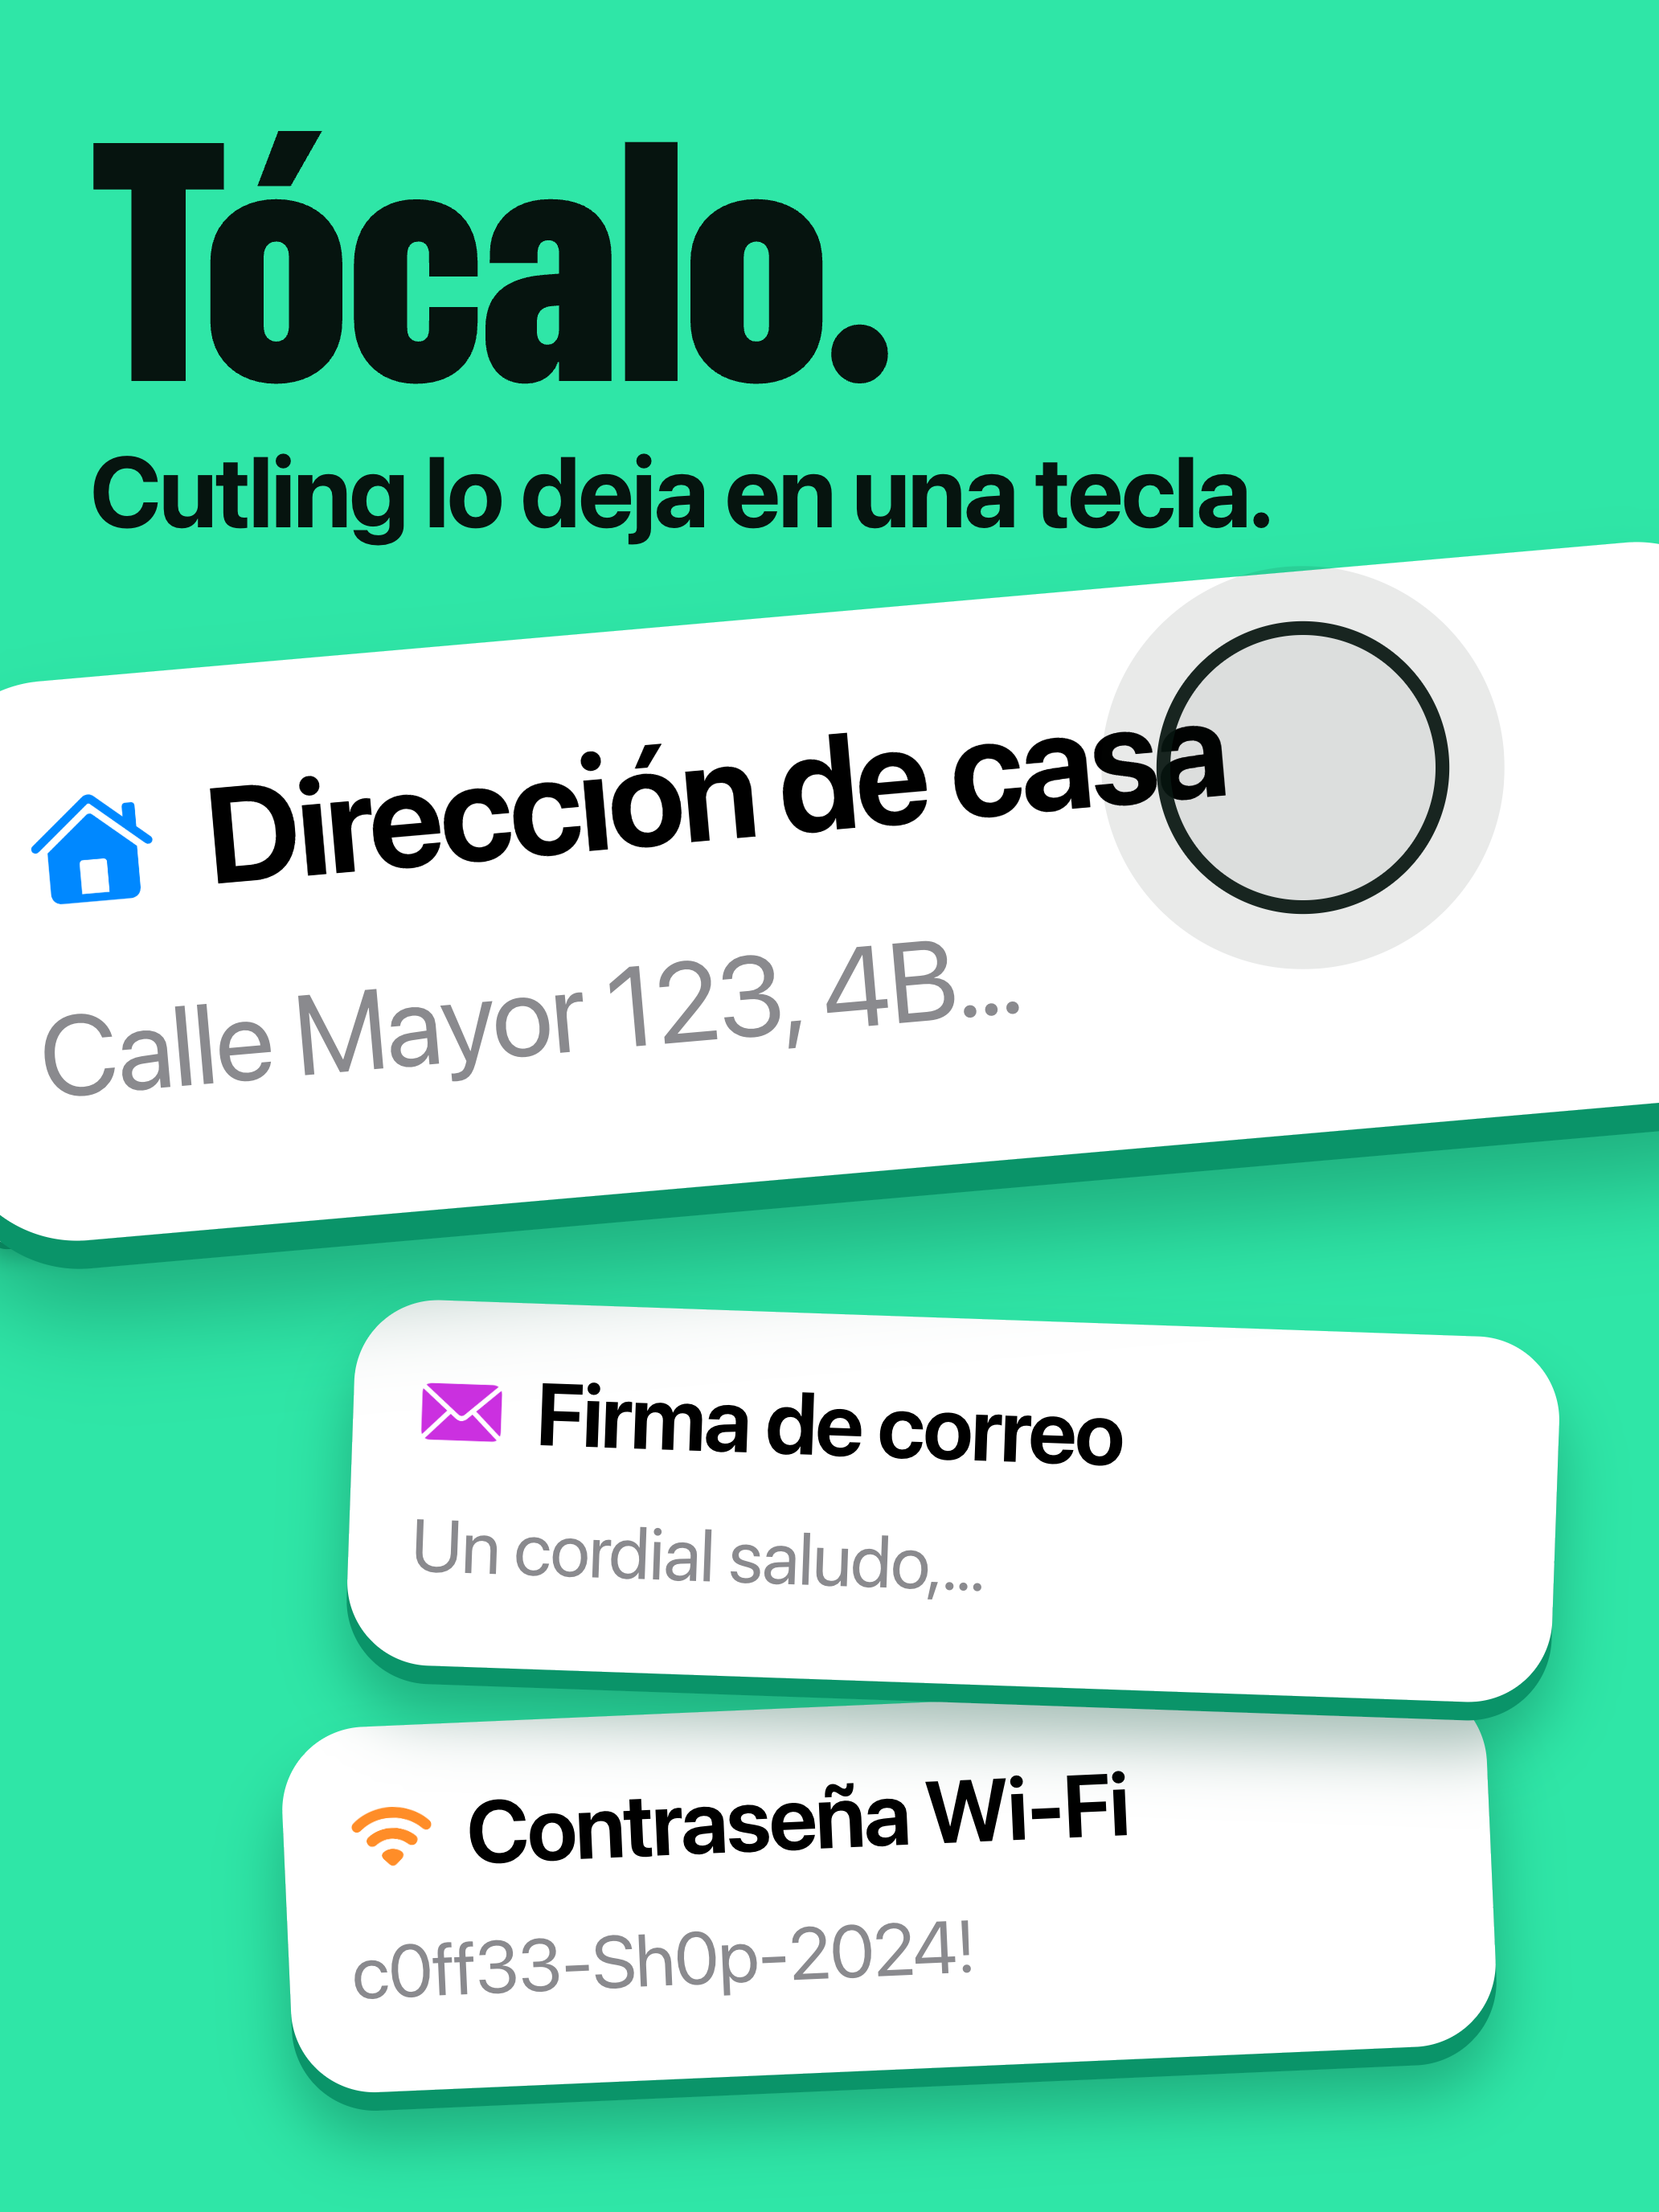 Tócalo.
Cutling lo deja en una tecla.
Dirección de casa
Calle Mayor 123, 4B...
Firma de correo
Un cordial saludo,...
Contraseña Wi-Fi
c0ff33-Sh0p-2024!